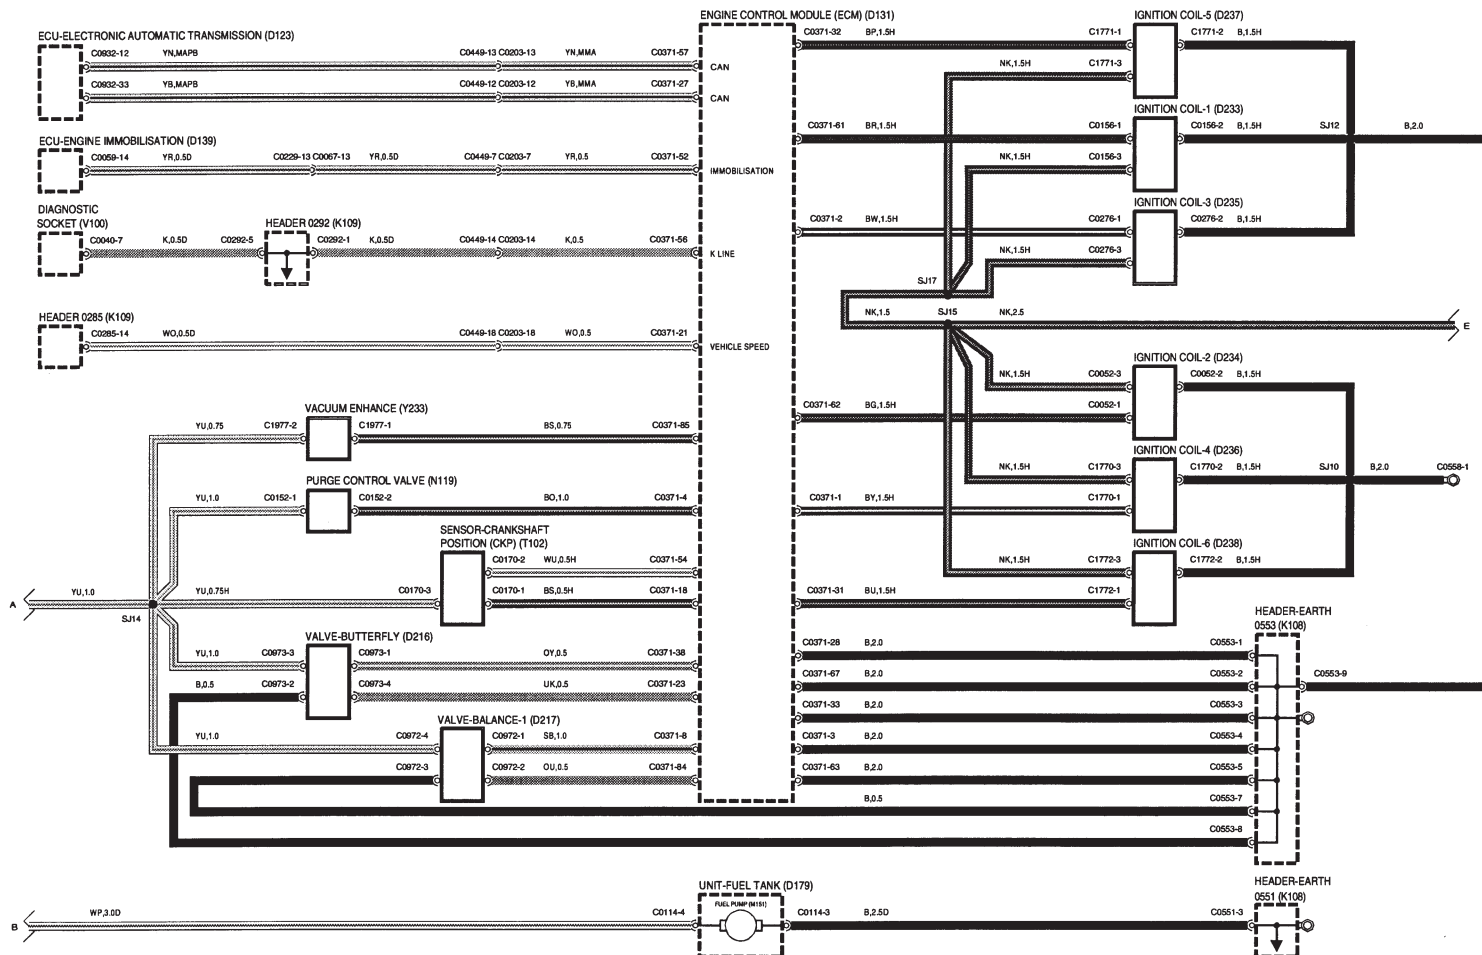 ENGINE CONTROL MODULE (ECM) (D131)
ECU-ELECTRONIC AUTOMATIC TRANSMISSION (D123)
C0932-12 YN,MAPB C0449-13 C0203-13 YN,MMA C0371-57
CAN
C0932-33 YB,MAPB C0449-12 C0203-12 YB,MMA C0371-27
CAN
ECU-ENGINE IMMOBILISATION (D139)
C0059-14 YR,0.5D C0229-13 C0067-13 YR,0.5D C0449-7 C0203-7 YR,0.5 C0371-52
IMMOBILISATION
DIAGNOSTIC
SOCKET (V100)
HEADER 0292 (K109)
C0040-7 K,0.5D C0292-5 C0292-1 K,0.5D C0449-14 C0203-14 K,0.5 C0371-56
K LINE
HEADER 0285 (K109)
C0285-14 WO,0.5D C0449-18 C0203-18 WO,0.5 C0371-21
VEHICLE SPEED
VACUUM ENHANCE (Y233)
YU,0.75 C1977-2 C1977-1 BS,0.75 C0371-85
PURGE CONTROL VALVE (N119)
YU,1.0 C0152-1 C0152-2 BO,1.0 C0371-4
SENSOR-CRANKSHAFT
POSITION (CKP) (T102)
C0170-2 WU,0.5H C0371-54
A YU,1.0 YU,0.75H C0170-3 C0170-1 BS,0.5H C0371-18
SJ14
VALVE-BUTTERFLY (D216)
YU,1.0 C0973-3 C0973-1 OY,0.5 C0371-38
B,0.5 C0973-2 C0973-4 UK,0.5 C0371-23
VALVE-BALANCE-1 (D217)
YU,1.0 C0972-4 C0972-1 SB,1.0 C0371-8
C0972-3 C0972-2 OU,0.5 C0371-84
IGNITION COIL-5 (D237)
C0371-32 BP,1.5H C1771-1 C1771-2 B,1.5H
NK,1.5H C1771-3
IGNITION COIL-1 (D233)
C0371-61 BR,1.5H C0156-1 C0156-2 B,1.5H SJ12 B,2.0
NK,1.5H C0156-3
IGNITION COIL-3 (D235)
C0371-2 BW,1.5H C0276-1 C0276-2 B,1.5H
NK,1.5H C0276-3
SJ17
NK,1.5 SJ15 NK,2.5
E
IGNITION COIL-2 (D234)
NK,1.5H C0052-3 C0052-2 B,1.5H
C0371-62 BG,1.5H C0052-1
IGNITION COIL-4 (D236)
NK,1.5H C1770-3 C1770-2 B,1.5H SJ10 B,2.0 C0558-1
C0371-1 BY,1.5H C1770-1
IGNITION COIL-6 (D238)
NK,1.5H C1772-3 C1772-2 B,1.5H
C0371-31 BU,1.5H C1772-1
HEADER-EARTH
0553 (K108)
C0371-28 B,2.0 C0553-1
C0371-67 B,2.0 C0553-2 C0553-9
C0371-33 B,2.0 C0553-3
C0371-3 B,2.0 C0553-4
C0371-63 B,2.0 C0553-5
B,0.5 C0553-7
C0553-8
UNIT-FUEL TANK (D179)
FUEL PUMP (M151)
HEADER-EARTH
0551 (K108)
B WP,3.0D C0114-4 C0114-3 B,2.5D C0551-3